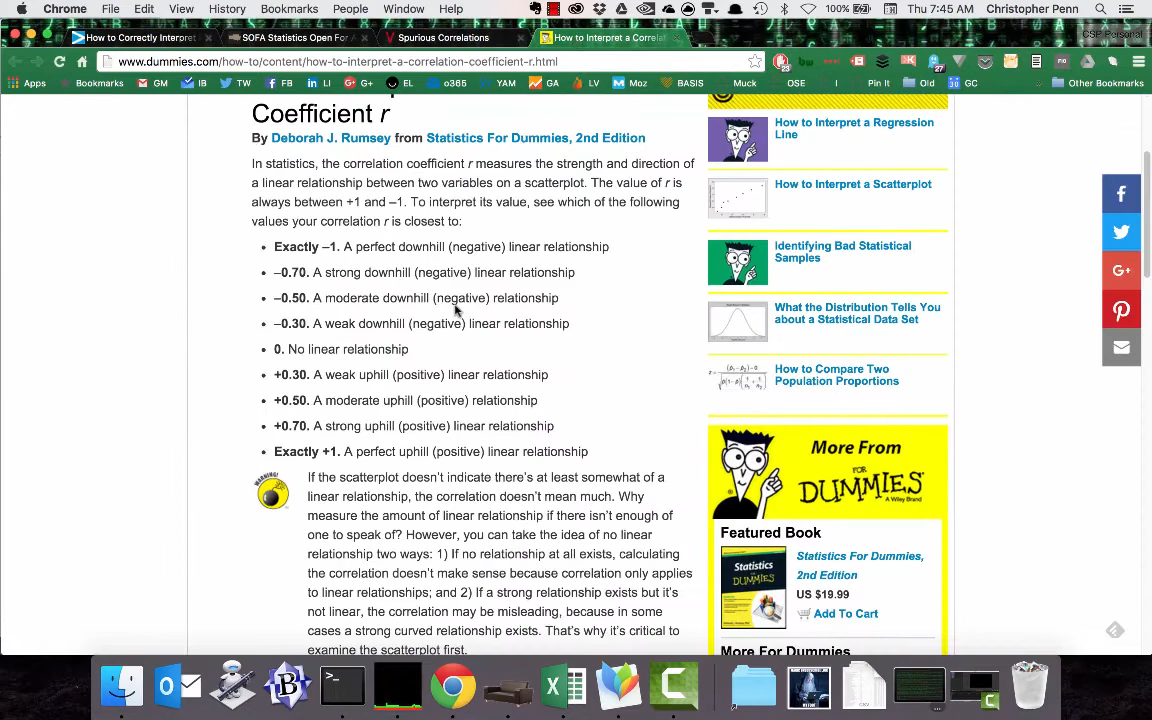 Chrome File Edit View History Bookmarks People Window Help 100% Thu 7:45 AM Christopher Penn
How to Correctly Interpret
SOFA Statistics Open For A
Spurious Correlations
How to Interpret a Correlat
CSP Personal
www.dummies.com/how-to/content/how-to-interpret-a-correlation-coefficient-r.html
Apps Bookmarks GM IB TW FB LI G+ EL o365 YAM GA LV Moz BASIS Muck OSE I Pin It Old GC Other Bookmarks
Coefficient r
By Deborah J. Rumsey from Statistics For Dummies, 2nd Edition
In statistics, the correlation coefficient r measures the strength and direction of
a linear relationship between two variables on a scatterplot. The value of r is
always between +1 and –1. To interpret its value, see which of the following
values your correlation r is closest to:
• Exactly –1. A perfect downhill (negative) linear relationship
• –0.70. A strong downhill (negative) linear relationship
• –0.50. A moderate downhill (negative) relationship
• –0.30. A weak downhill (negative) linear relationship
• 0. No linear relationship
• +0.30. A weak uphill (positive) linear relationship
• +0.50. A moderate uphill (positive) relationship
• +0.70. A strong uphill (positive) linear relationship
• Exactly +1. A perfect uphill (positive) linear relationship
WARNING!
If the scatterplot doesn't indicate there's at least somewhat of a
linear relationship, the correlation doesn't mean much. Why
measure the amount of linear relationship if there isn't enough of
one to speak of? However, you can take the idea of no linear
relationship two ways: 1) If no relationship at all exists, calculating
the correlation doesn't make sense because correlation only applies
to linear relationships; and 2) If a strong relationship exists but it's
not linear, the correlation may be misleading, because in some
cases a strong curved relationship exists. That's why it's critical to
examine the scatterplot first.
How to Interpret a Regression
Line
How to Interpret a Scatterplot
Identifying Bad Statistical
Samples
What the Distribution Tells You
about a Statistical Data Set
How to Compare Two
Population Proportions
More From
FOR
DUMMIES
A Wiley Brand
Featured Book
Statistics For Dummies,
2nd Edition
US $19.99
Add To Cart
More For Dummies
Statistics
DUMMIES